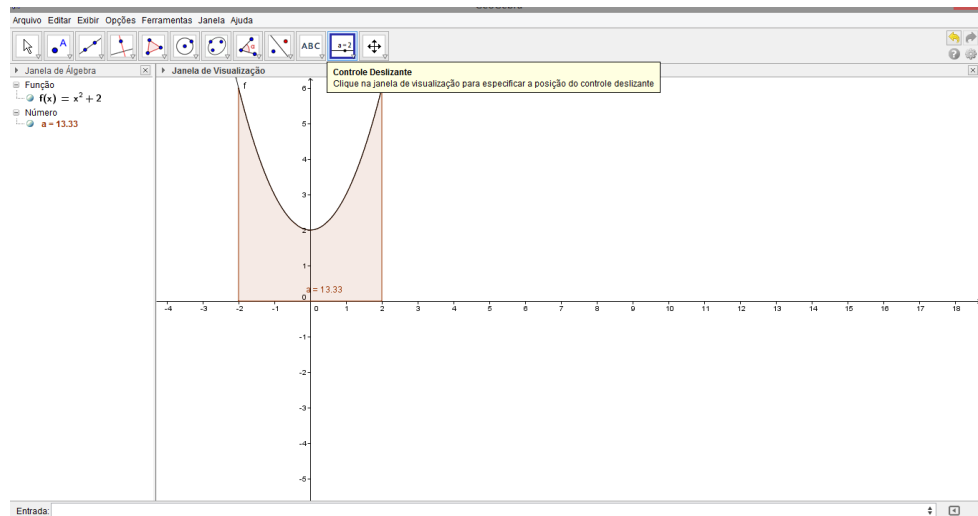 GeoGebra
Arquivo Editar Exibir Opções Ferramentas Janela Ajuda
A
α
ABC
a=2
Janela de Álgebra
Janela de Visualização
Controle Deslizante
Clique na janela de visualização para especificar a posição do controle deslizante
Função
f(x) = x² + 2
Número
a = 13.33
f
6
5
4
3
2
1
0
a = 13.33
-4 -3 -2 -1 0 1 2 3 4 5 6 7 8 9 10 11 12 13 14 15 16 17 18
-1
-2
-3
-4
-5
Entrada: